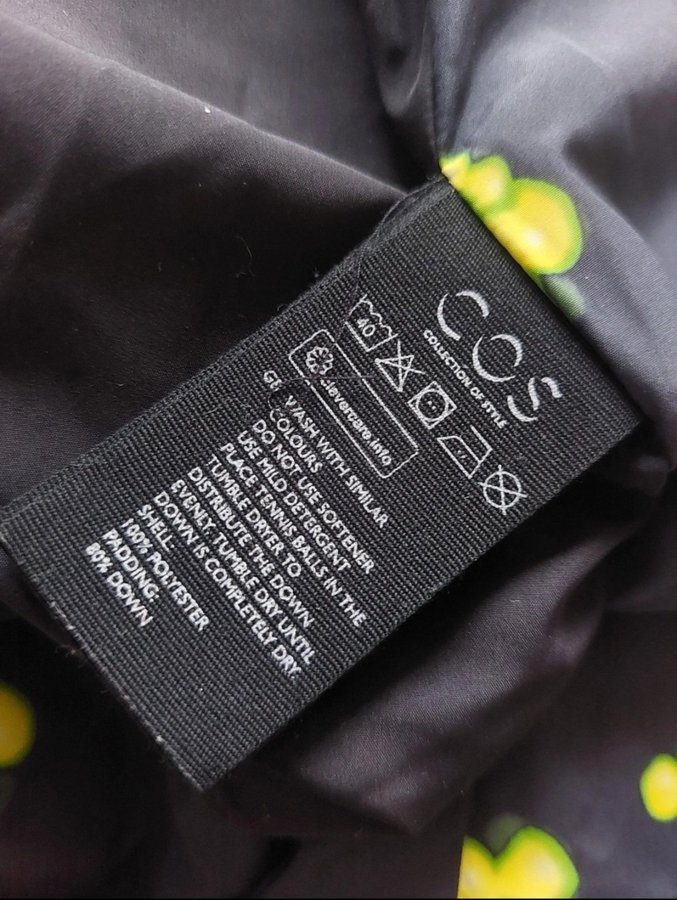 COS
COLLECTION OF STYLE
40
clevercare.info
GB WASH WITH SIMILAR
COLOURS
DO NOT USE SOFTENER
USE MILD DETERGENT
PLACE TENNIS BALLS IN THE
TUMBLE DRYER TO
DISTRIBUTE THE DOWN
EVENLY. TUMBLE DRY UNTIL
DOWN IS COMPLETELY DRY.
SHELL:
100% POLYESTER
PADDING:
80% DOWN